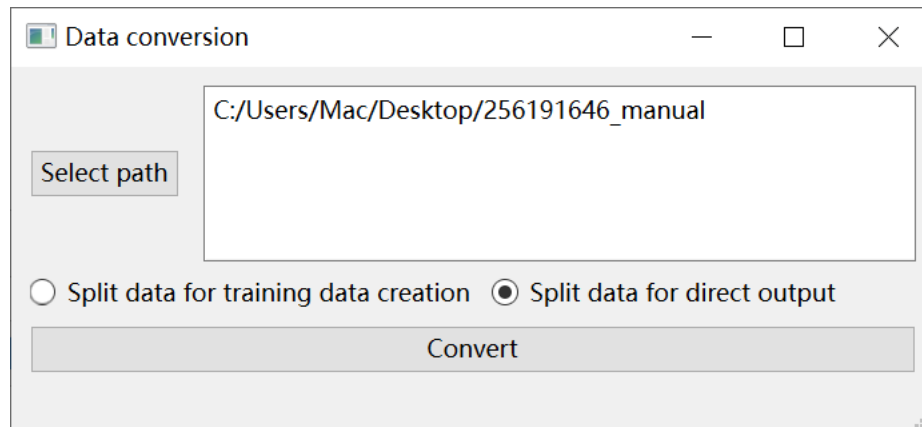 Data conversion
C:/Users/Mac/Desktop/256191646_manual
Select path
Split data for training data creation
Split data for direct output
Convert